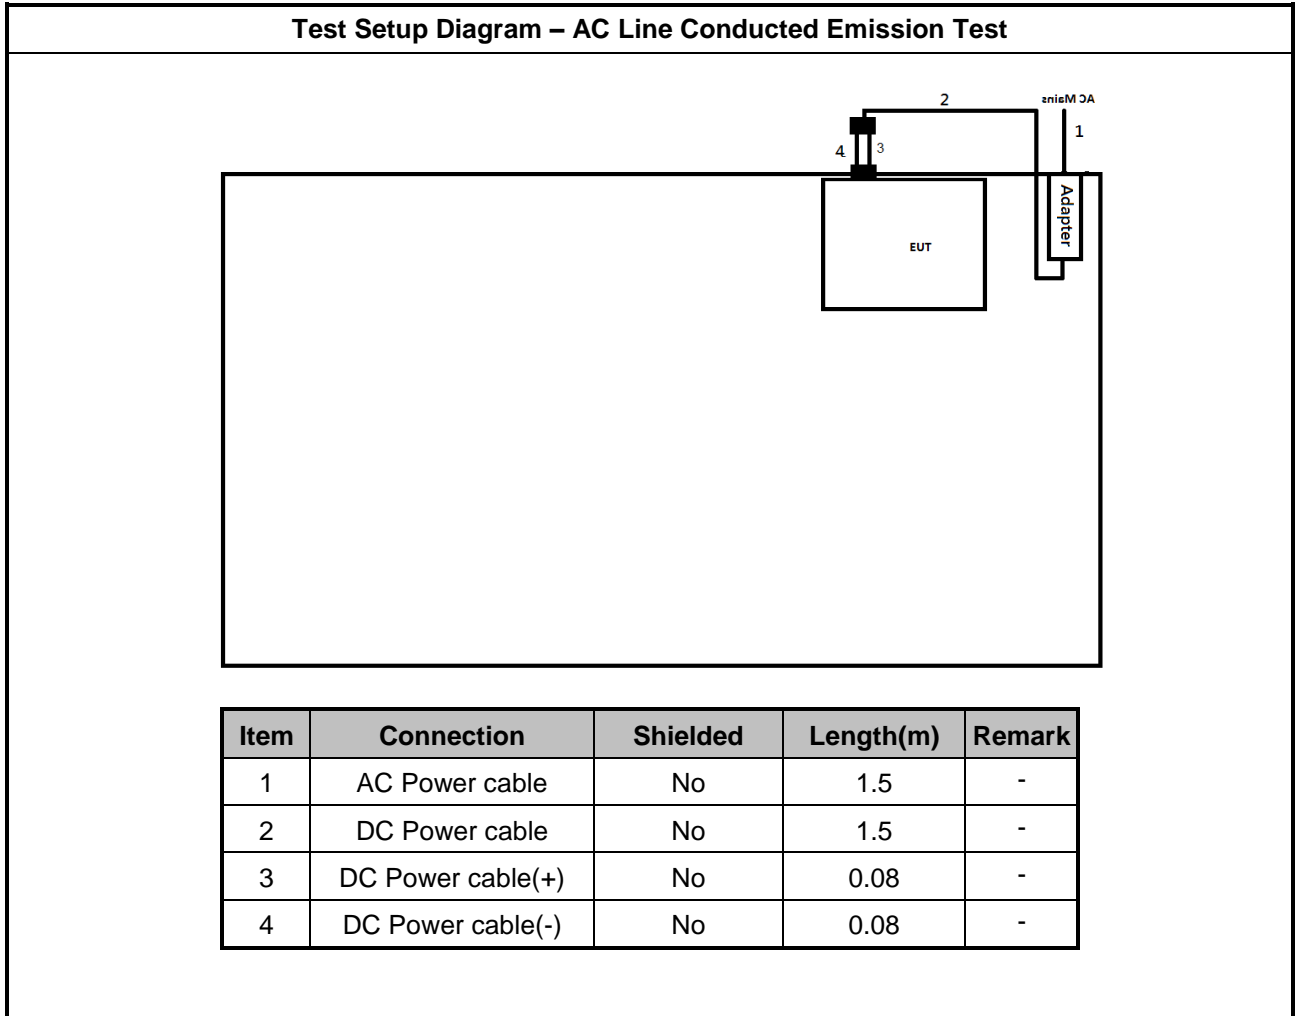 Test Setup Diagram – AC Line Conducted Emission Test
2
AC Mains
1
4
3
Adapter
EUT
Item Connection Shielded Length(m) Remark
1 AC Power cable No 1.5 -
2 DC Power cable No 1.5 -
3 DC Power cable(+) No 0.08 -
4 DC Power cable(-) No 0.08 -